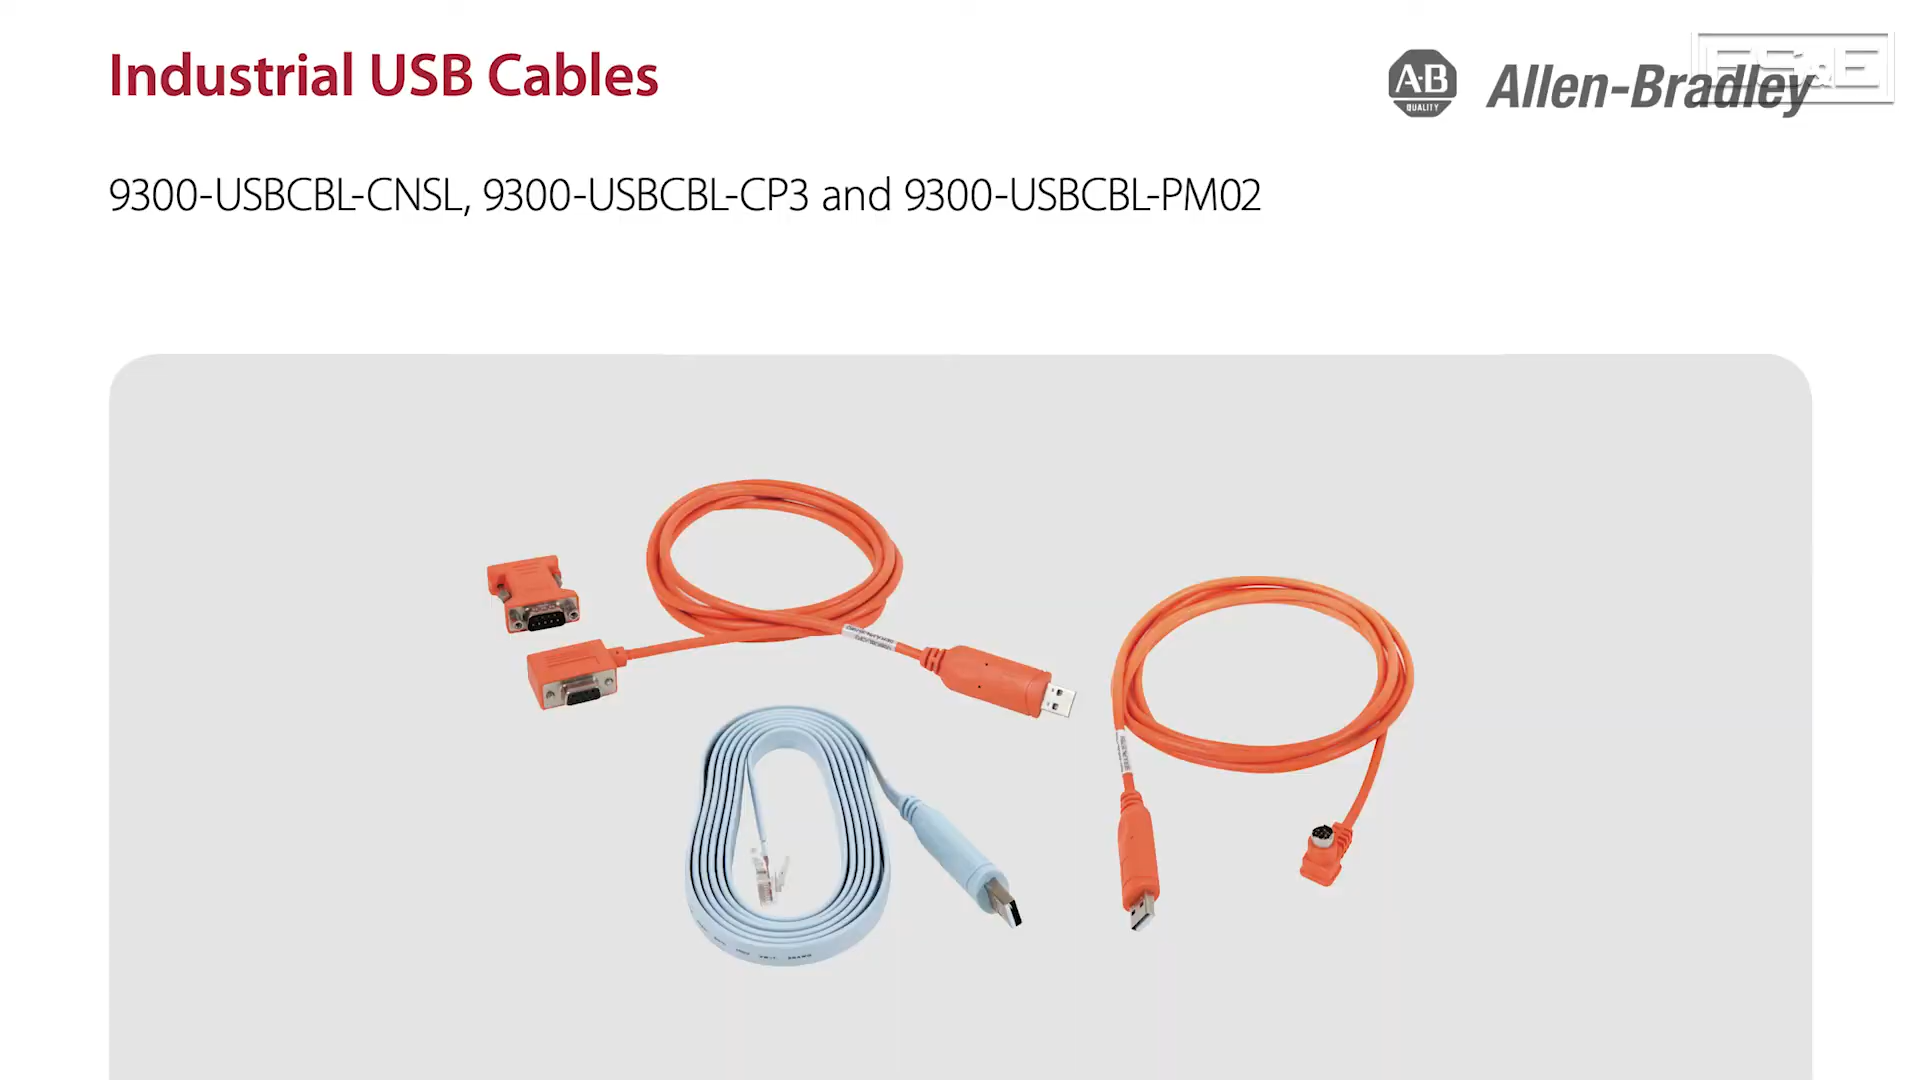 Industrial USB Cables
A-B
QUALITY
Allen-Bradley
9300-USBCBL-CNSL, 9300-USBCBL-CP3 and 9300-USBCBL-PM02